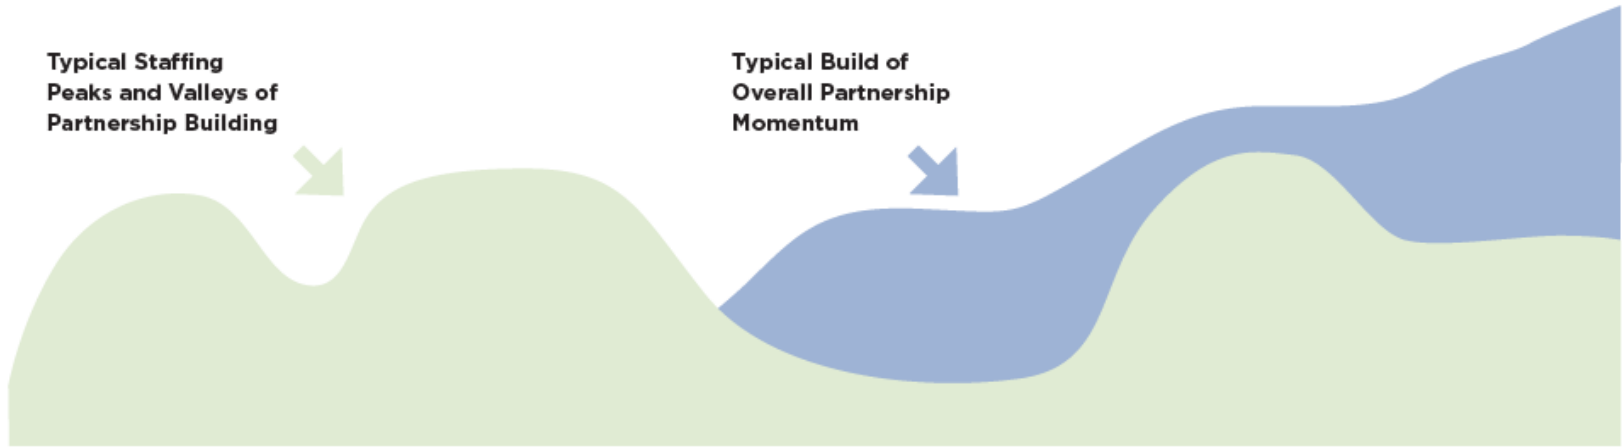 Typical Staffing
Peaks and Valleys of
Partnership Building
Typical Build of
Overall Partnership
Momentum